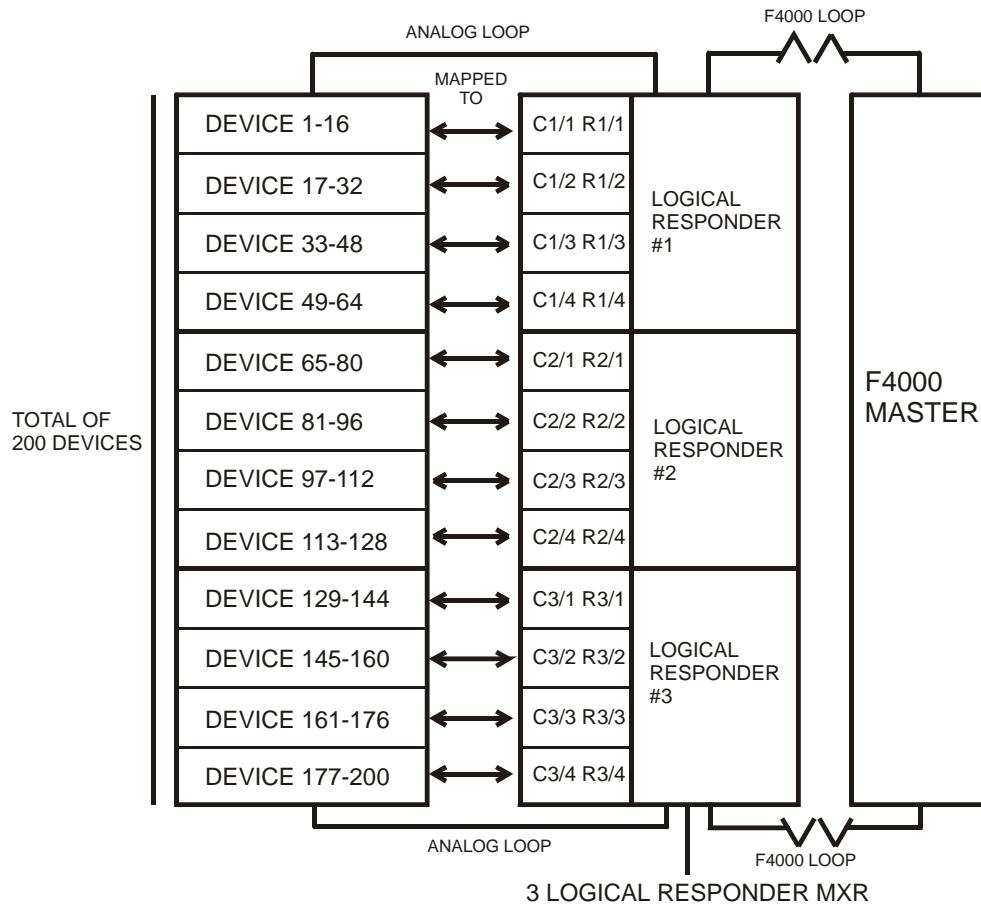 F4000 LOOP
ANALOG LOOP
MAPPED
TO
DEVICE 1-16
C1/1 R1/1
DEVICE 17-32
C1/2 R1/2
LOGICAL
RESPONDER
#1
DEVICE 33-48
C1/3 R1/3
DEVICE 49-64
C1/4 R1/4
DEVICE 65-80
C2/1 R2/1
F4000
MASTER
TOTAL OF
200 DEVICES
DEVICE 81-96
C2/2 R2/2
LOGICAL
RESPONDER
#2
DEVICE 97-112
C2/3 R2/3
DEVICE 113-128
C2/4 R2/4
DEVICE 129-144
C3/1 R3/1
DEVICE 145-160
C3/2 R3/2
LOGICAL
RESPONDER
#3
DEVICE 161-176
C3/3 R3/3
DEVICE 177-200
C3/4 R3/4
ANALOG LOOP
F4000 LOOP
3 LOGICAL RESPONDER MXR